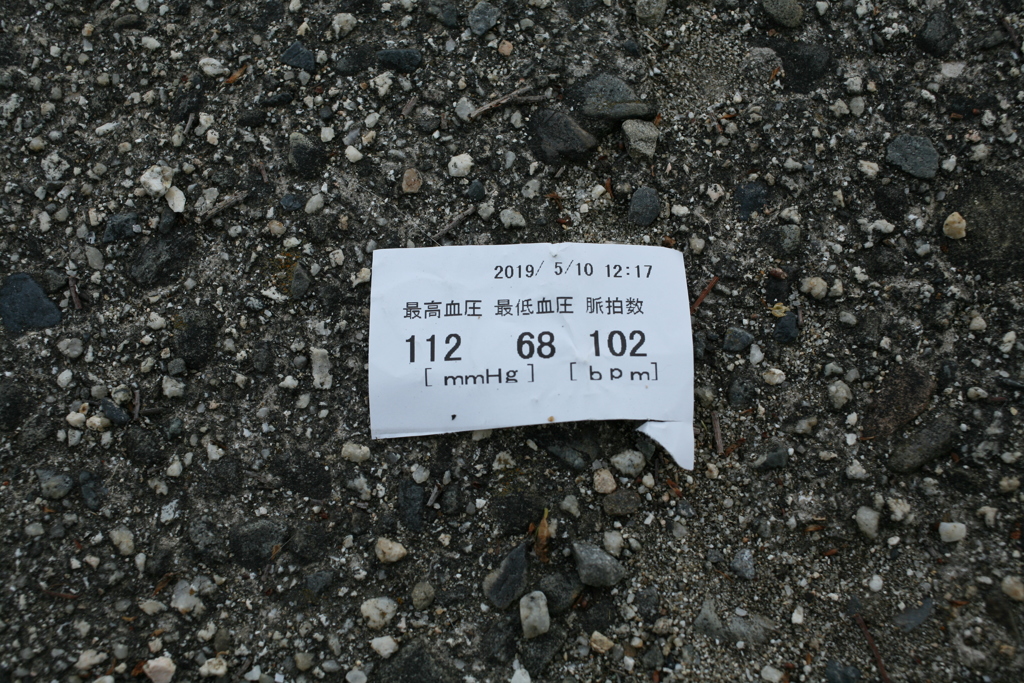 2019/ 5/10 12:17
最高血圧 最低血圧 脈拍数
112 68 102
[ mmHg ] [ bpm]